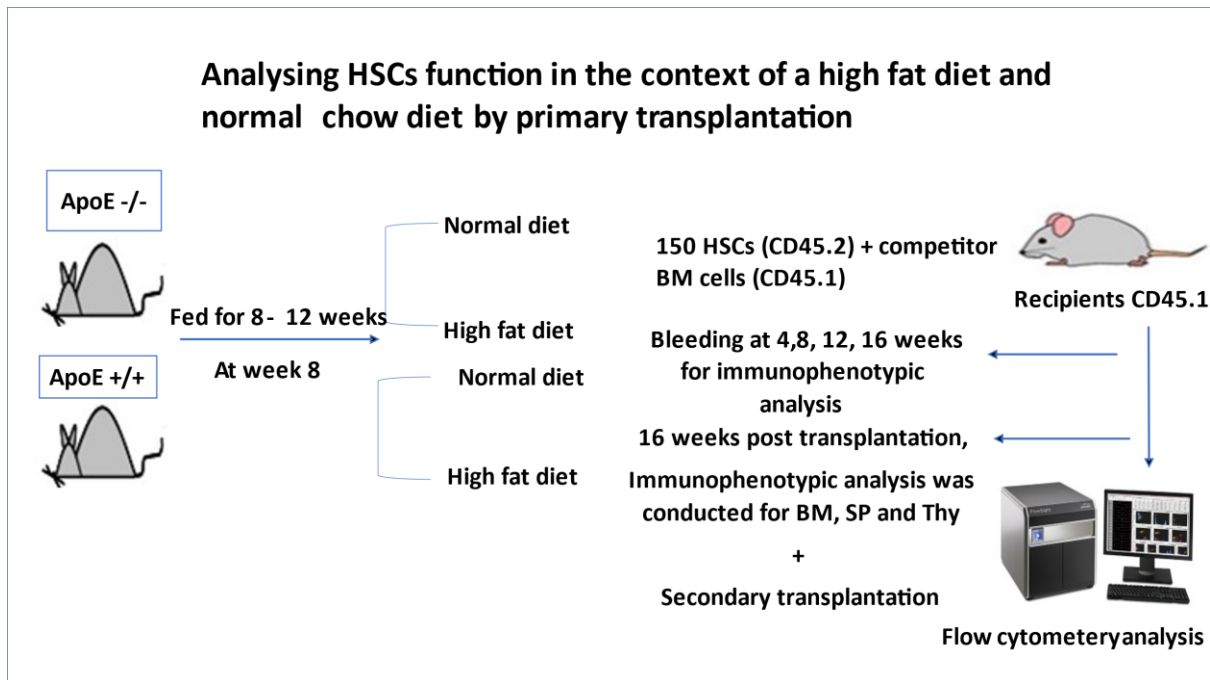 Analysing HSCs function in the context of a high fat diet and
normal chow diet by primary transplantation
ApoE -/-
Fed for 8- 12 weeks
At week 8
ApoE +/+
Normal diet
High fat diet
Normal diet
High fat diet
150 HSCs (CD45.2) + competitor
BM cells (CD45.1)
Recipients CD45.1
Bleeding at 4,8, 12, 16 weeks
for immunophenotypic
analysis
16 weeks post transplantation,
Immunophenotypic analysis was
conducted for BM, SP and Thy
+
Secondary transplantation
Flow cytometeryanalysis